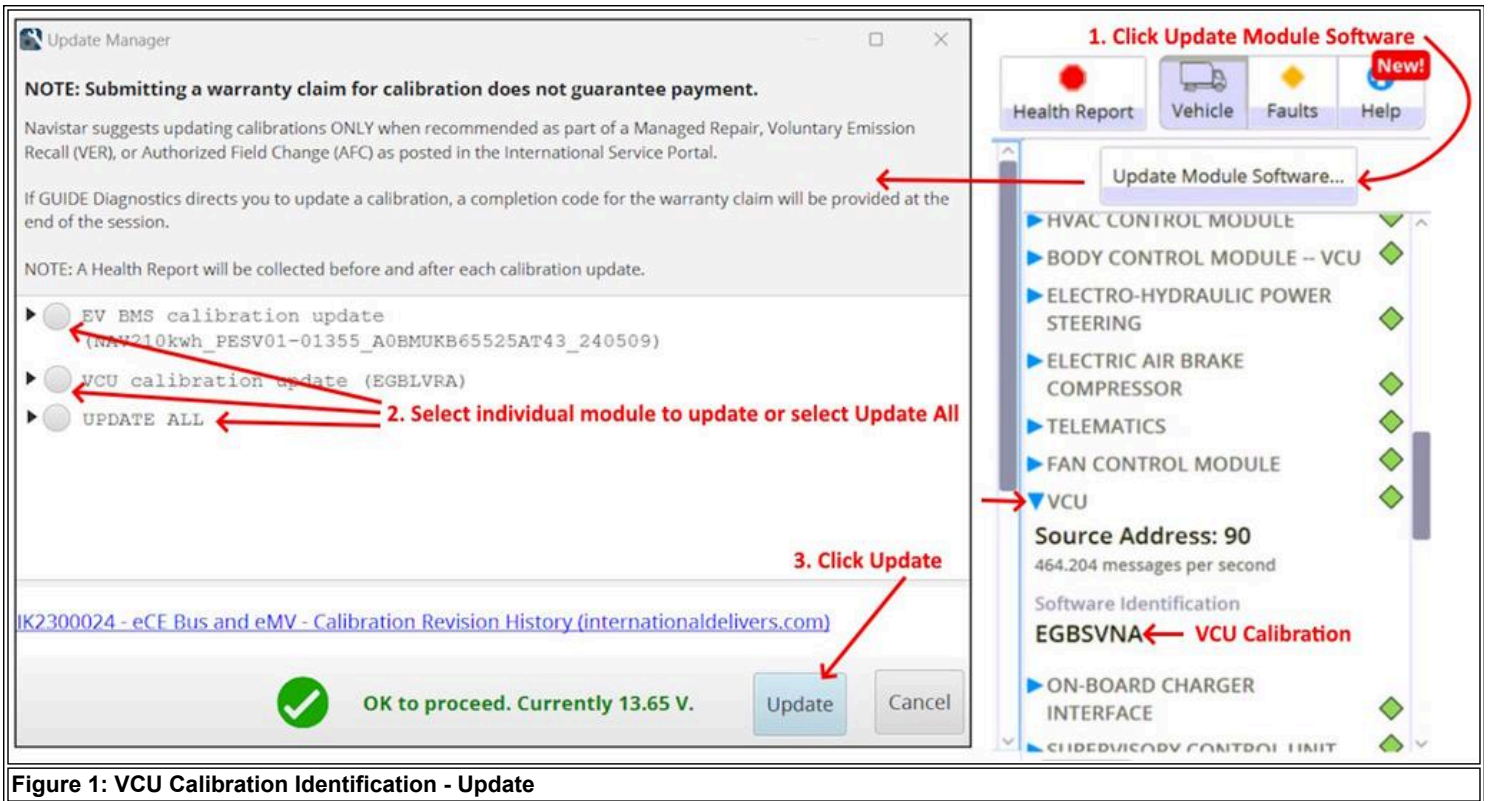 Update Manager
NOTE: Submitting a warranty claim for calibration does not guarantee payment.
Navistar suggests updating calibrations ONLY when recommended as part of a Managed Repair, Voluntary Emission
Recall (VER), or Authorized Field Change (AFC) as posted in the International Service Portal.
If GUIDE Diagnostics directs you to update a calibration, a completion code for the warranty claim will be provided at the
end of the session.
NOTE: A Health Report will be collected before and after each calibration update.
EV BMS calibration update
(NAV210kwh_PESV01-01355_A0BMUKB65525AT43_240509)
VCU calibration update (EGBLVRA)
UPDATE ALL
2. Select individual module to update or select Update All
3. Click Update
IK2300024 - eCE Bus and eMV - Calibration Revision History (internationaldelivers.com)
OK to proceed. Currently 13.65 V.
Update
Cancel
1. Click Update Module Software
New!
Health Report
Vehicle
Faults
Help
Update Module Software...
HVAC CONTROL MODULE
BODY CONTROL MODULE -- VCU
ELECTRO-HYDRAULIC POWER
STEERING
ELECTRIC AIR BRAKE
COMPRESSOR
TELEMATICS
FAN CONTROL MODULE
VCU
Source Address: 90
464.204 messages per second
Software Identification
EGBSVNA
VCU Calibration
ON-BOARD CHARGER
INTERFACE
SUPERVISORY CONTROL UNIT
Figure 1: VCU Calibration Identification - Update